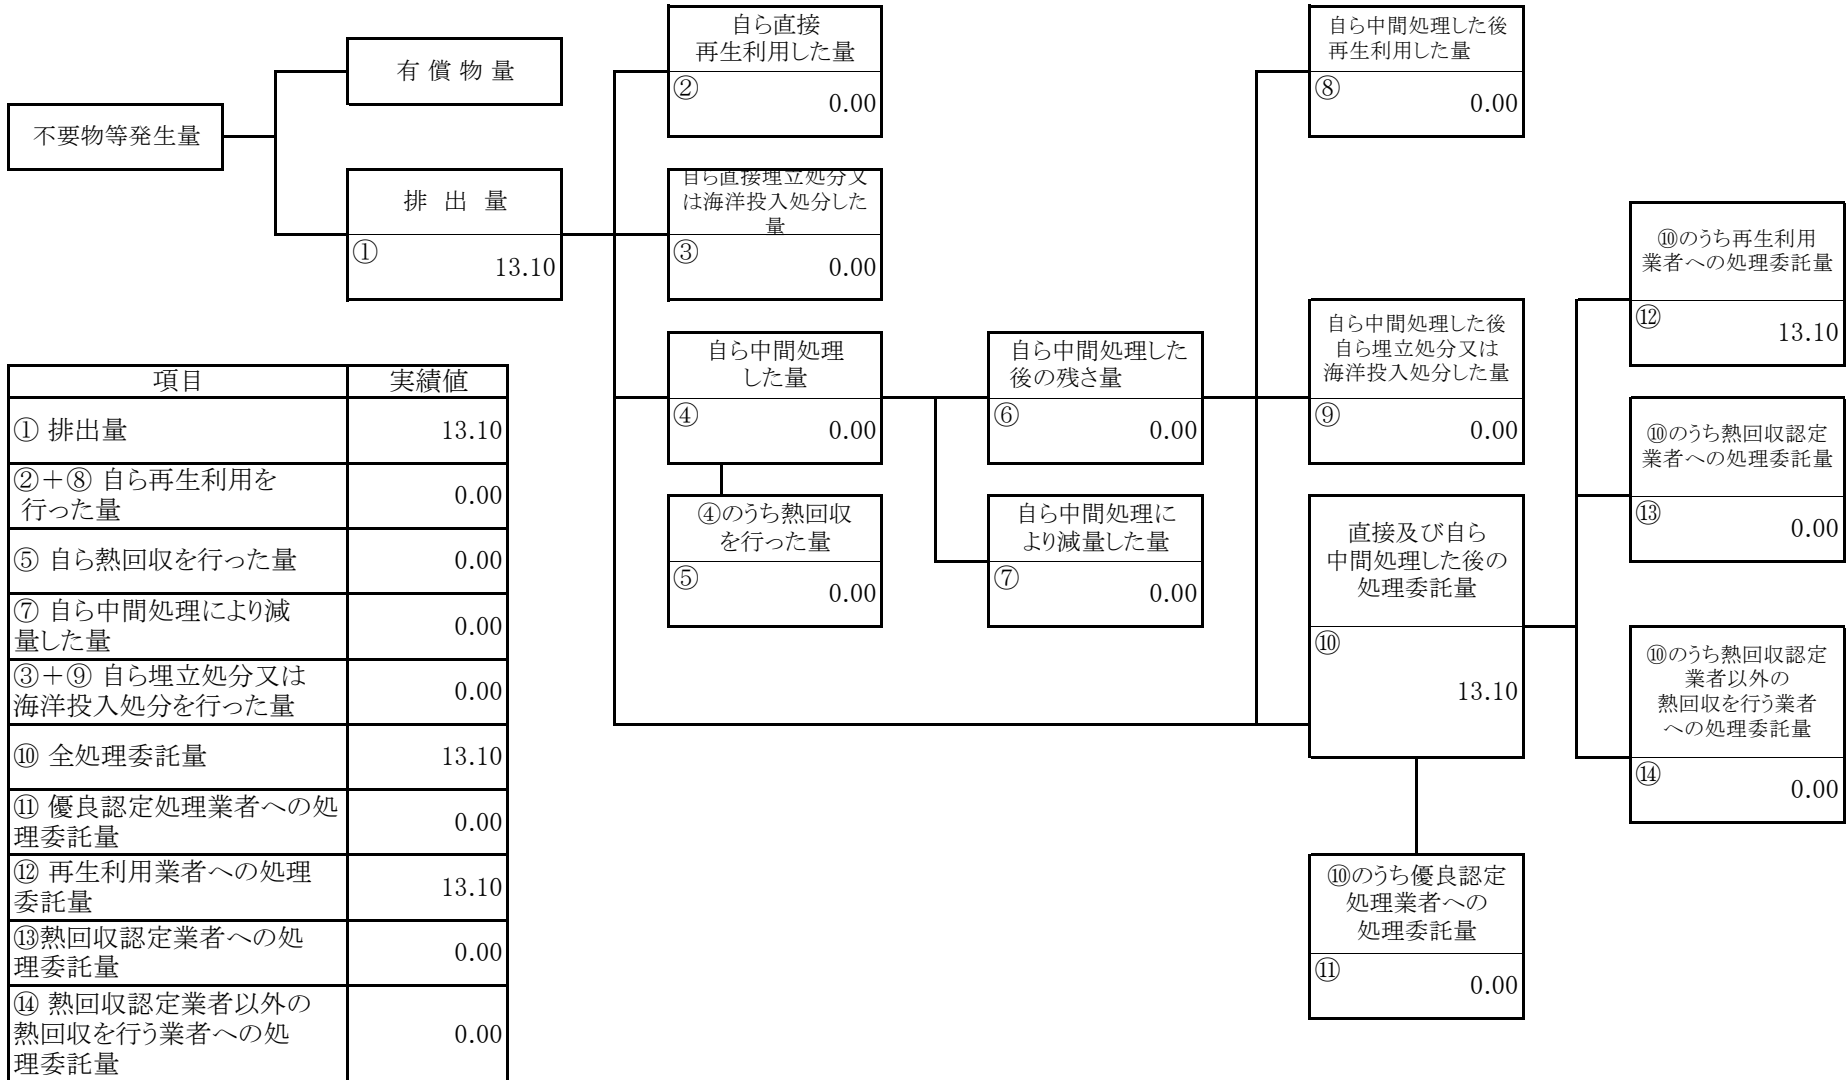 不要物等発生量
有 償 物 量
排 出 量
①
13.10
自ら直接
再生利用した量
②
0.00
自ら直接埋立処分又
は海洋投入処分した
量
③
0.00
自ら中間処理
した量
④
0.00
④のうち熱回収
を行った量
⑤
0.00
自ら中間処理した
後の残さ量
⑥
0.00
自ら中間処理に
より減量した量
⑦
0.00
自ら中間処理した後
再生利用した量
⑧
0.00
自ら中間処理した後
自ら埋立処分又は
海洋投入処分した量
⑨
0.00
直接及び自ら
中間処理した後の
処理委託量
⑩
13.10
⑩のうち優良認定
処理業者への
処理委託量
⑪
0.00
⑩のうち再生利用
業者への処理委託量
⑫
13.10
⑩のうち熱回収認定
業者への処理委託量
⑬
0.00
⑩のうち熱回収認定
業者以外の
熱回収を行う業者
への処理委託量
⑭
0.00
項目 実績値
① 排出量 13.10
②＋⑧ 自ら再生利用を
行った量
0.00
⑤ 自ら熱回収を行った量 0.00
⑦ 自ら中間処理により減
量した量
0.00
③＋⑨ 自ら埋立処分又は
海洋投入処分を行った量
0.00
⑩ 全処理委託量 13.10
⑪ 優良認定処理業者への処
理委託量
0.00
⑫ 再生利用業者への処理
委託量
13.10
⑬熱回収認定業者への処
理委託量
0.00
⑭ 熱回収認定業者以外の
熱回収を行う業者への処
理委託量
0.00